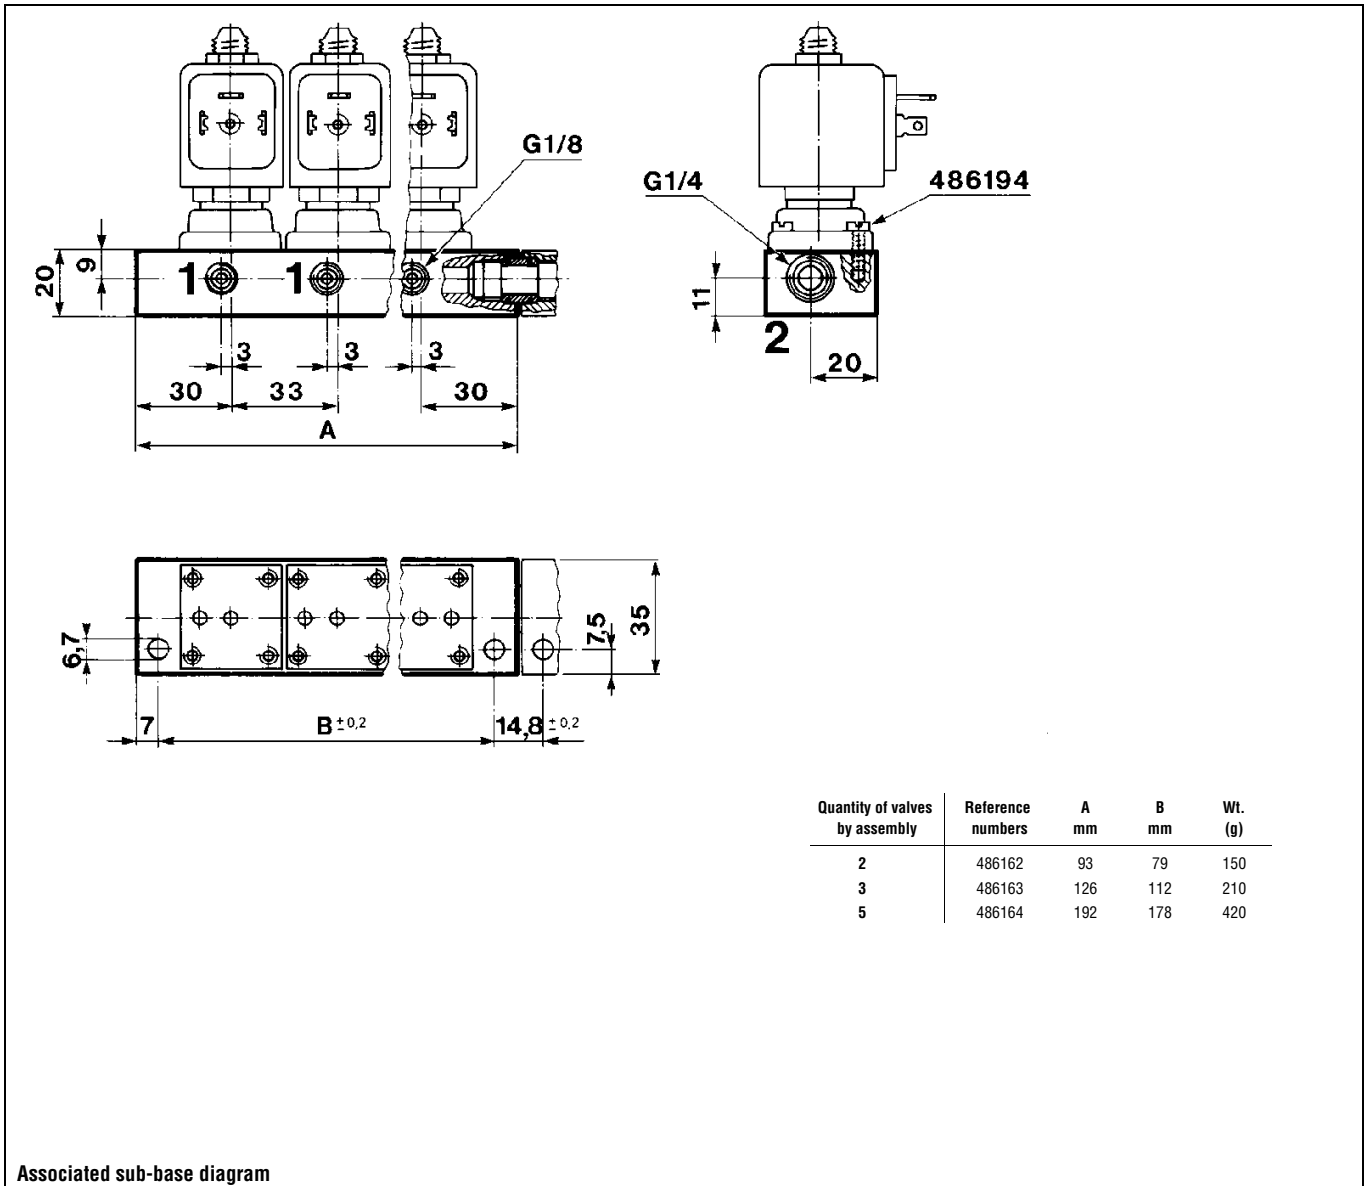 G1/8
G1/4
486194
9
20
1
1
11
2
20
3
3
3
30
33
30
A
6,7
7,5
35
7
B ±0,2
14,8 ±0,2
Quantity of valves Reference A B Wt.
by assembly numbers mm mm (g)
2 486162 93 79 150
3 486163 126 112 210
5 486164 192 178 420
Associated sub-base diagram